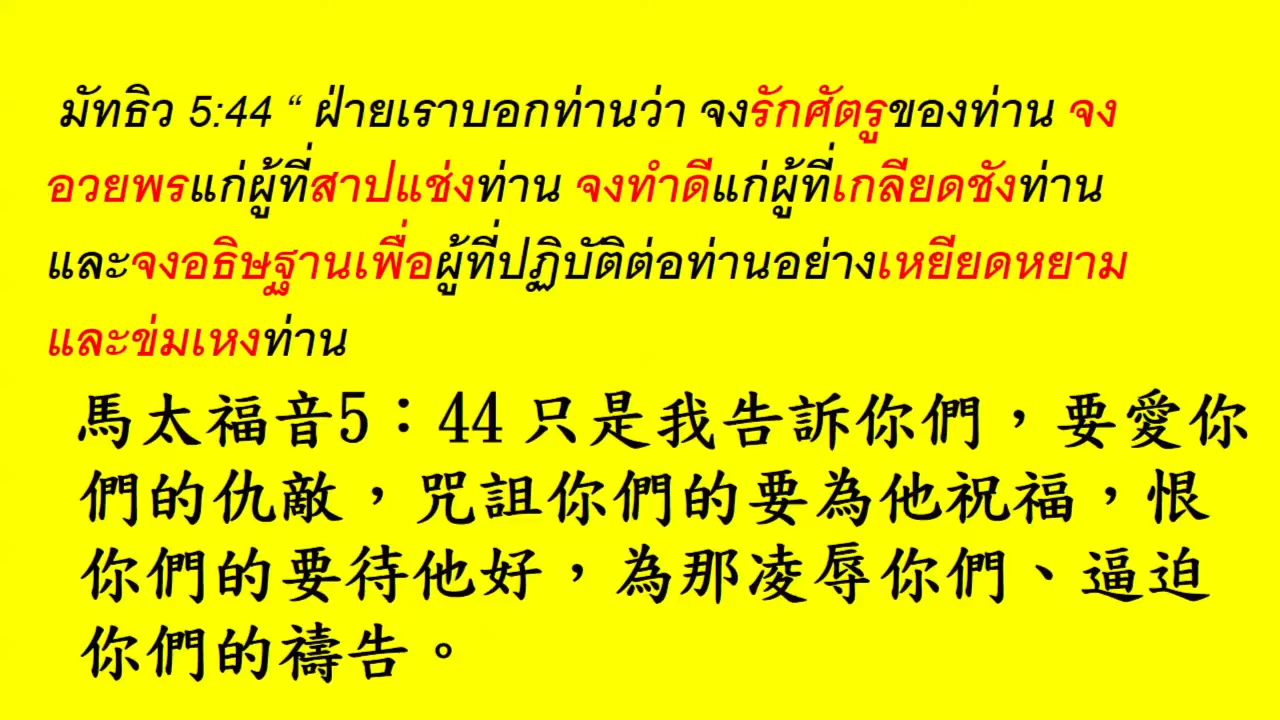 มัทธิว 5:44 “ ฝ่ายเราบอกท่านว่า จงรักศัตรูของท่าน จง
อวยพรแก่ผู้ที่สาปแช่งท่าน จงทำดีแก่ผู้ที่เกลียดชังท่าน
และจงอธิษฐานเพื่อผู้ที่ปฏิบัติต่อท่านอย่างเหยียดหยาม
และข่มเหงท่าน
馬太福音5：44 只是我告訴你們，要愛你
們的仇敵，咒詛你們的要為他祝福，恨
你們的要待他好，為那凌辱你們、逼迫
你們的禱告。